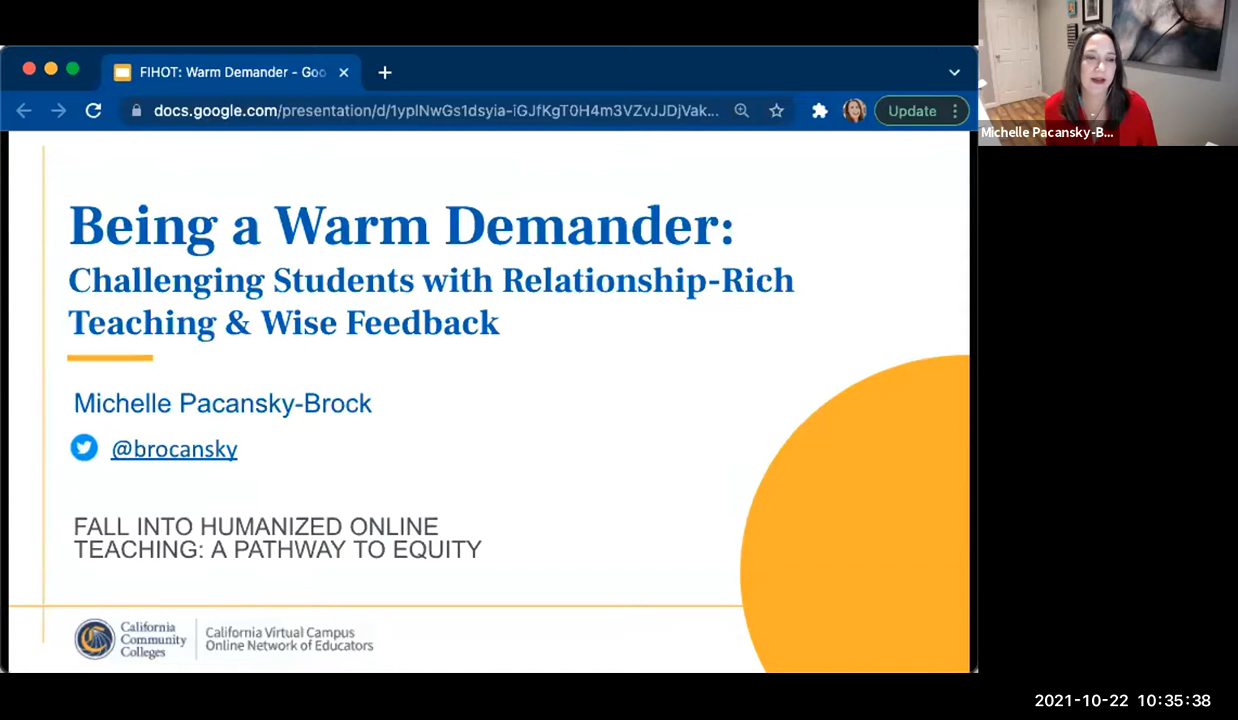 FIHOT: Warm Demander - Goo
docs.google.com/presentation/d/1yplNwGs1dsyia-iGJfKgT0H4m3VZvJJDjVak...
Update
Michelle Pacansky-B...
Being a Warm Demander:
Challenging Students with Relationship-Rich
Teaching & Wise Feedback
Michelle Pacansky-Brock
@brocansky
FALL INTO HUMANIZED ONLINE
TEACHING: A PATHWAY TO EQUITY
California
Community
Colleges
California Virtual Campus
Online Network of Educators
2021-10-22 10:35:38